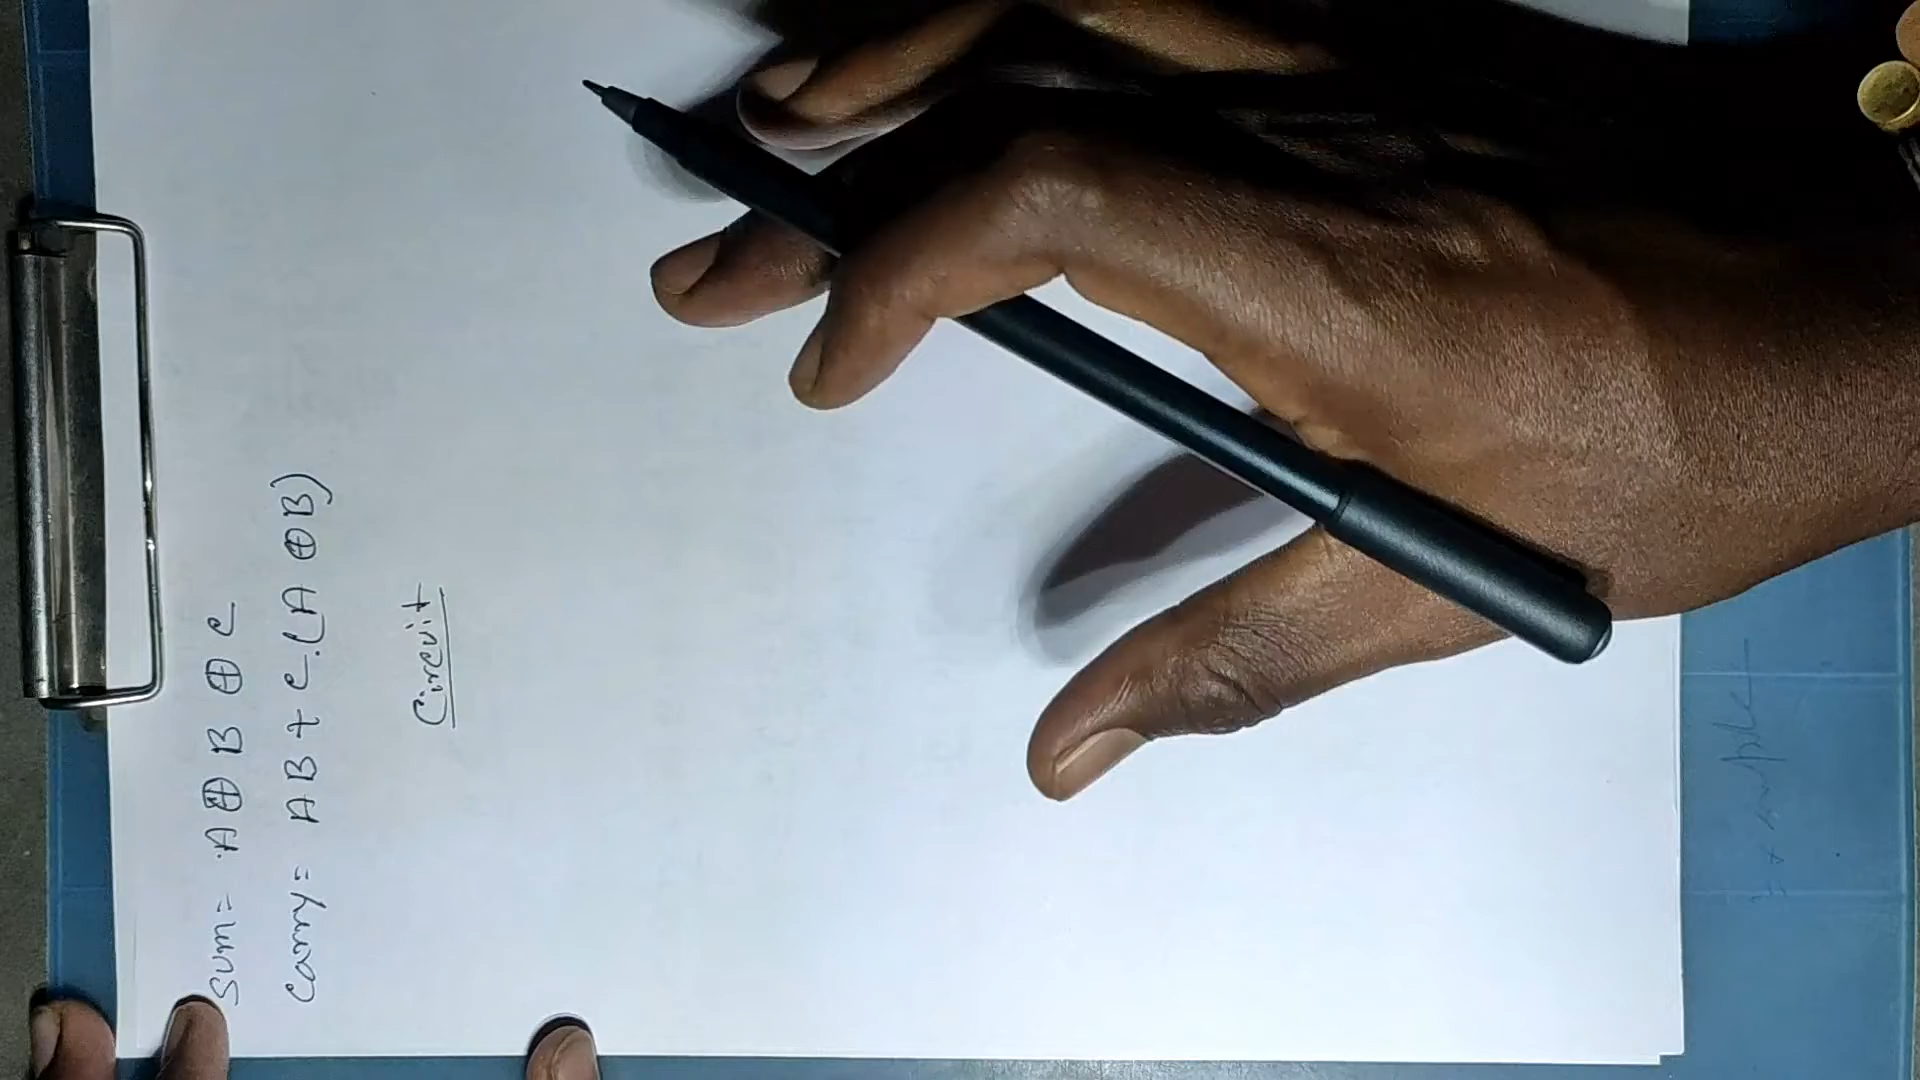 Sum = A ⊕ B ⊕ C
Carry = AB + C.(A ⊕ B)
Circuit